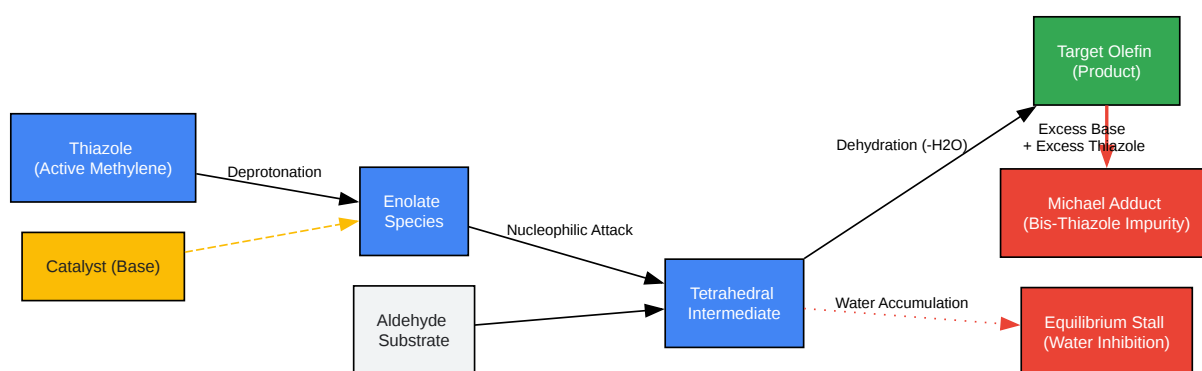 Thiazole
(Active Methylene)
Deprotonation
Catalyst (Base)
Enolate
Species
Nucleophilic Attack
Aldehyde
Substrate
Tetrahedral
Intermediate
Dehydration (-H2O)
Target Olefin
(Product)
Excess Base
+ Excess Thiazole
Michael Adduct
(Bis-Thiazole Impurity)
Water Accumulation
Equilibrium Stall
(Water Inhibition)